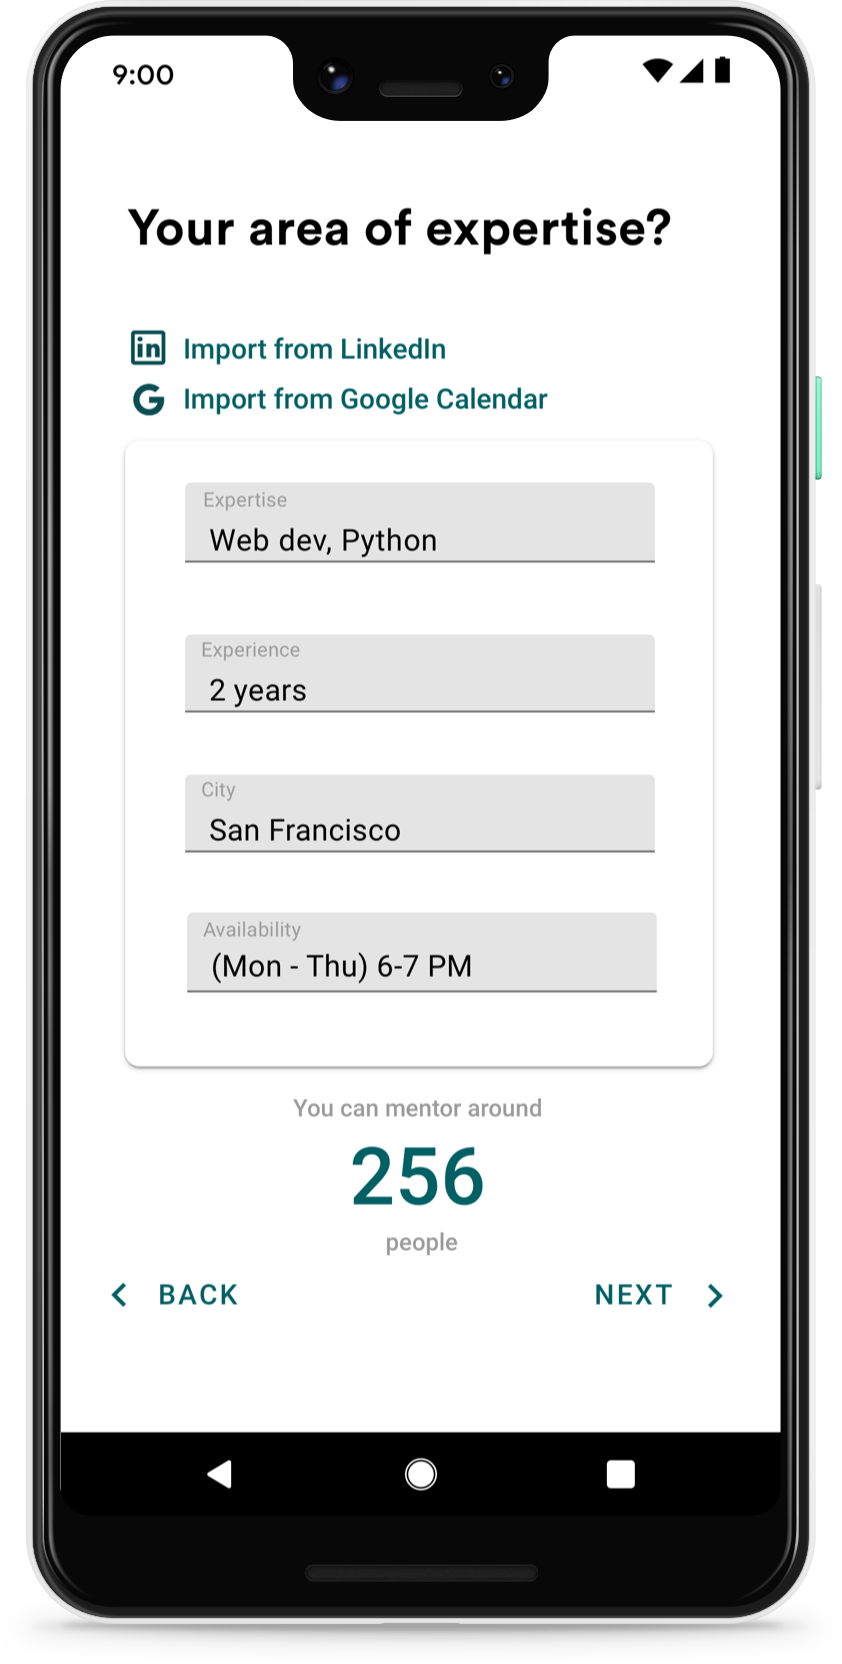 9:00
Your area of expertise?
in Import from LinkedIn
G Import from Google Calendar
Expertise
Web dev, Python
Experience
2 years
City
San Francisco
Availability
(Mon - Thu) 6-7 PM
You can mentor around
256
people
BACK NEXT